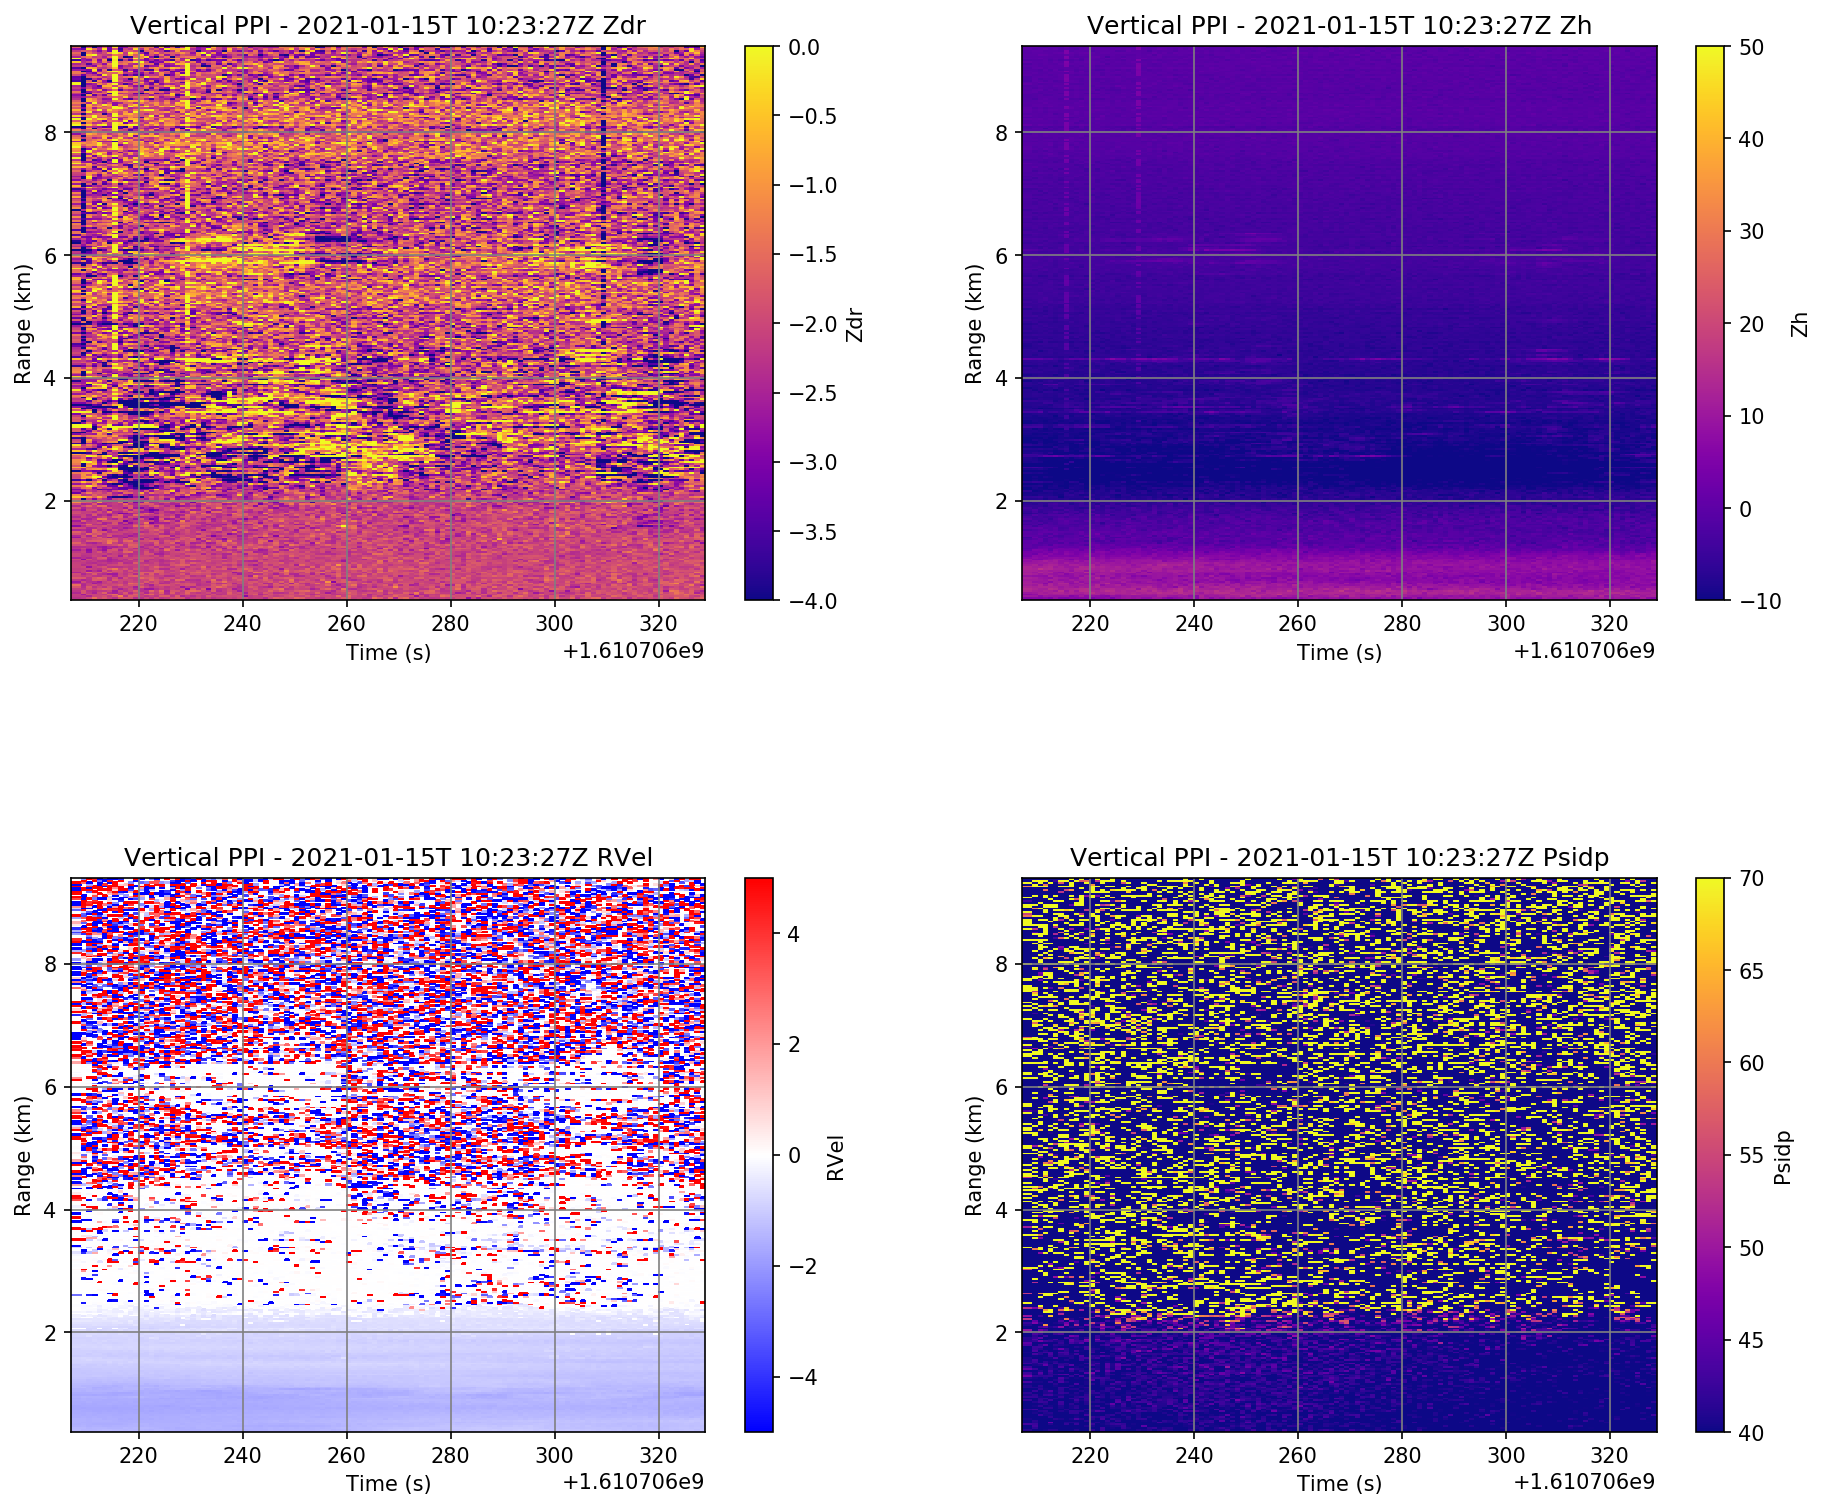 Vertical PPI - 2021-01-15T 10:23:27Z Zdr
8
6
4
2
Range (km)
220 240 260 280 300 320
Time (s)
+1.610706e9
0.0
−0.5
−1.0
−1.5
−2.0
−2.5
−3.0
−3.5
−4.0
Zdr
Vertical PPI - 2021-01-15T 10:23:27Z Zh
8
6
4
2
Range (km)
220 240 260 280 300 320
Time (s)
+1.610706e9
50
40
30
20
10
0
−10
Zh
Vertical PPI - 2021-01-15T 10:23:27Z RVel
8
6
4
2
Range (km)
220 240 260 280 300 320
Time (s)
+1.610706e9
4
2
0
−2
−4
RVel
Vertical PPI - 2021-01-15T 10:23:27Z Psidp
8
6
4
2
Range (km)
220 240 260 280 300 320
Time (s)
+1.610706e9
70
65
60
55
50
45
40
Psidp